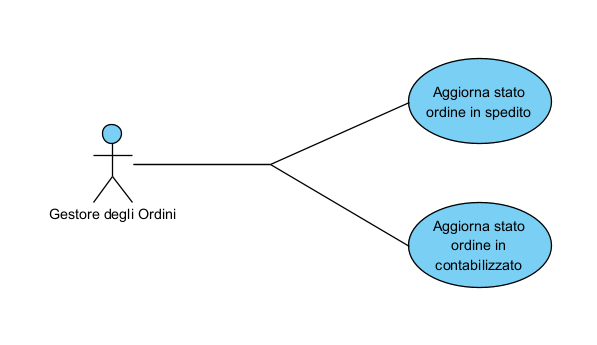 Aggiorna stato
ordine in spedito
Gestore degli Ordini
Aggiorna stato
ordine in
contabilizzato